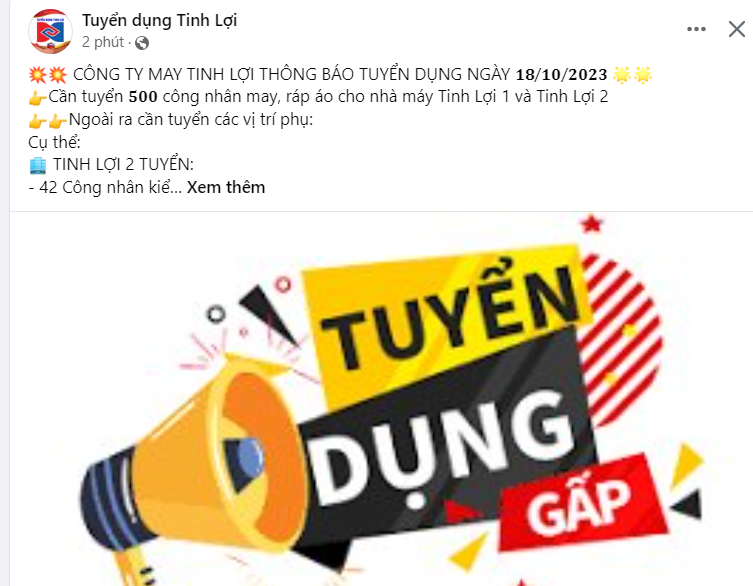 Tuyển dụng Tinh Lợi
2 phút ·
💥💥 CÔNG TY MAY TINH LỢI THÔNG BÁO TUYỂN DỤNG NGÀY 18/10/2023 🌟🌟
👉Cần tuyển 500 công nhân may, ráp áo cho nhà máy Tinh Lợi 1 và Tinh Lợi 2
👉👉Ngoài ra cần tuyển các vị trí phụ:
Cụ thể:
🏢 TINH LỢI 2 TUYỂN:
- 42 Công nhân kiể... Xem thêm
TUYỂN
DỤNG
GẤP